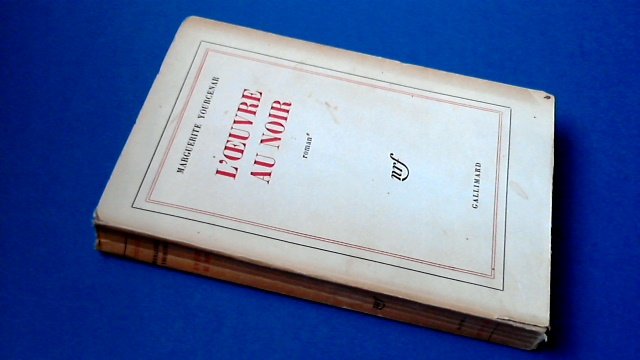 MARGUERITE YOURCENAR
L'ŒUVRE
AU NOIR
roman*
nrf
GALLIMARD